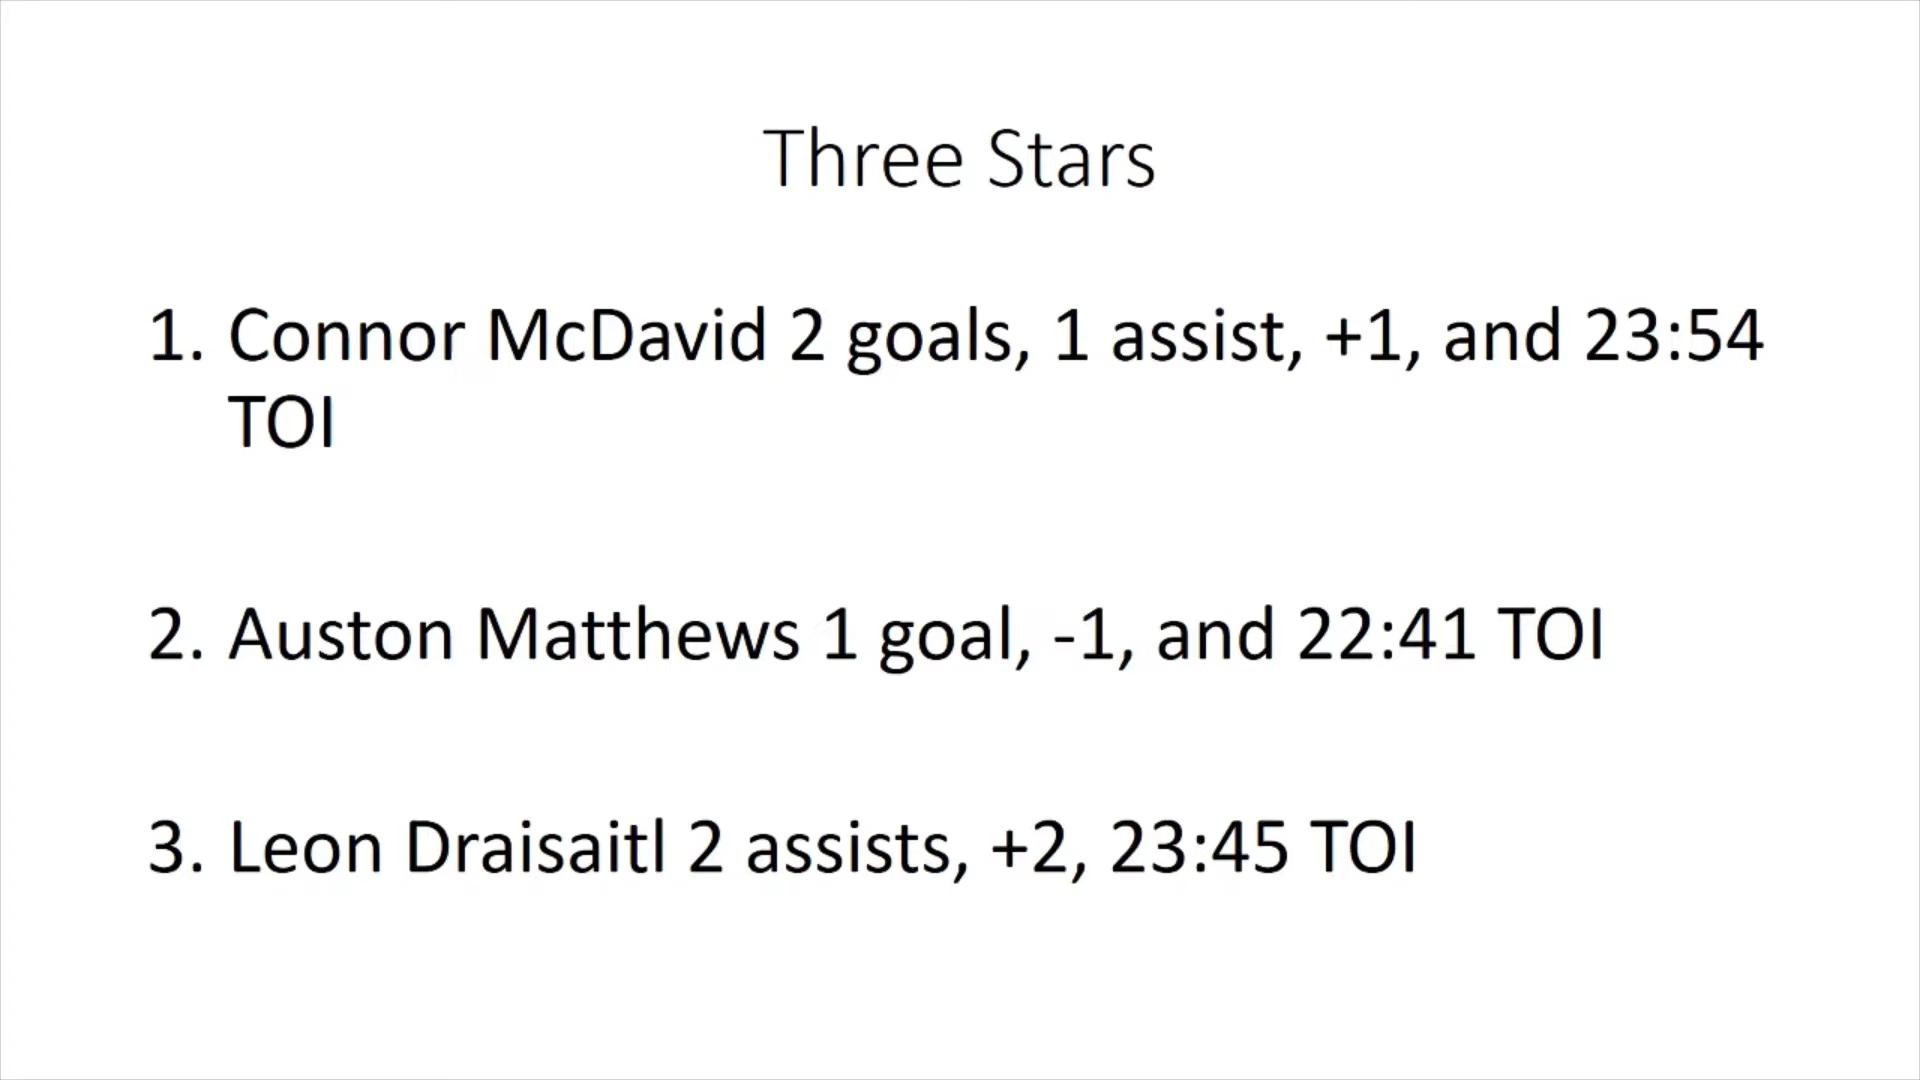 Three Stars
1. Connor McDavid 2 goals, 1 assist, +1, and 23:54
TOI
2. Auston Matthews 1 goal, -1, and 22:41 TOI
3. Leon Draisaitl 2 assists, +2, 23:45 TOI